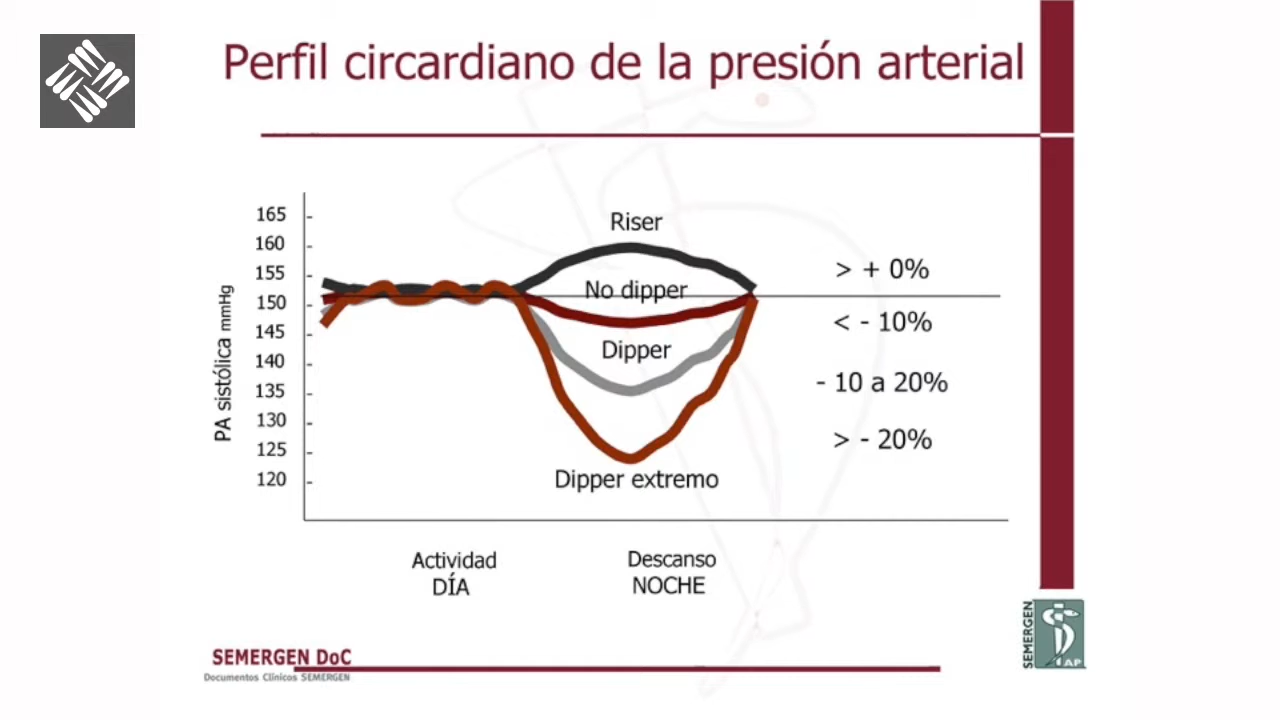 Perfil circardiano de la presión arterial
PA sistólica mmHg
165
160
155
150
145
140
135
130
125
120
Riser
No dipper
Dipper
Dipper extremo
> + 0%
< - 10%
- 10 a 20%
> - 20%
Actividad
DÍA
Descanso
NOCHE
SEMERGEN DoC
Documentos Clínicos SEMERGEN
SEMERGEN
AP